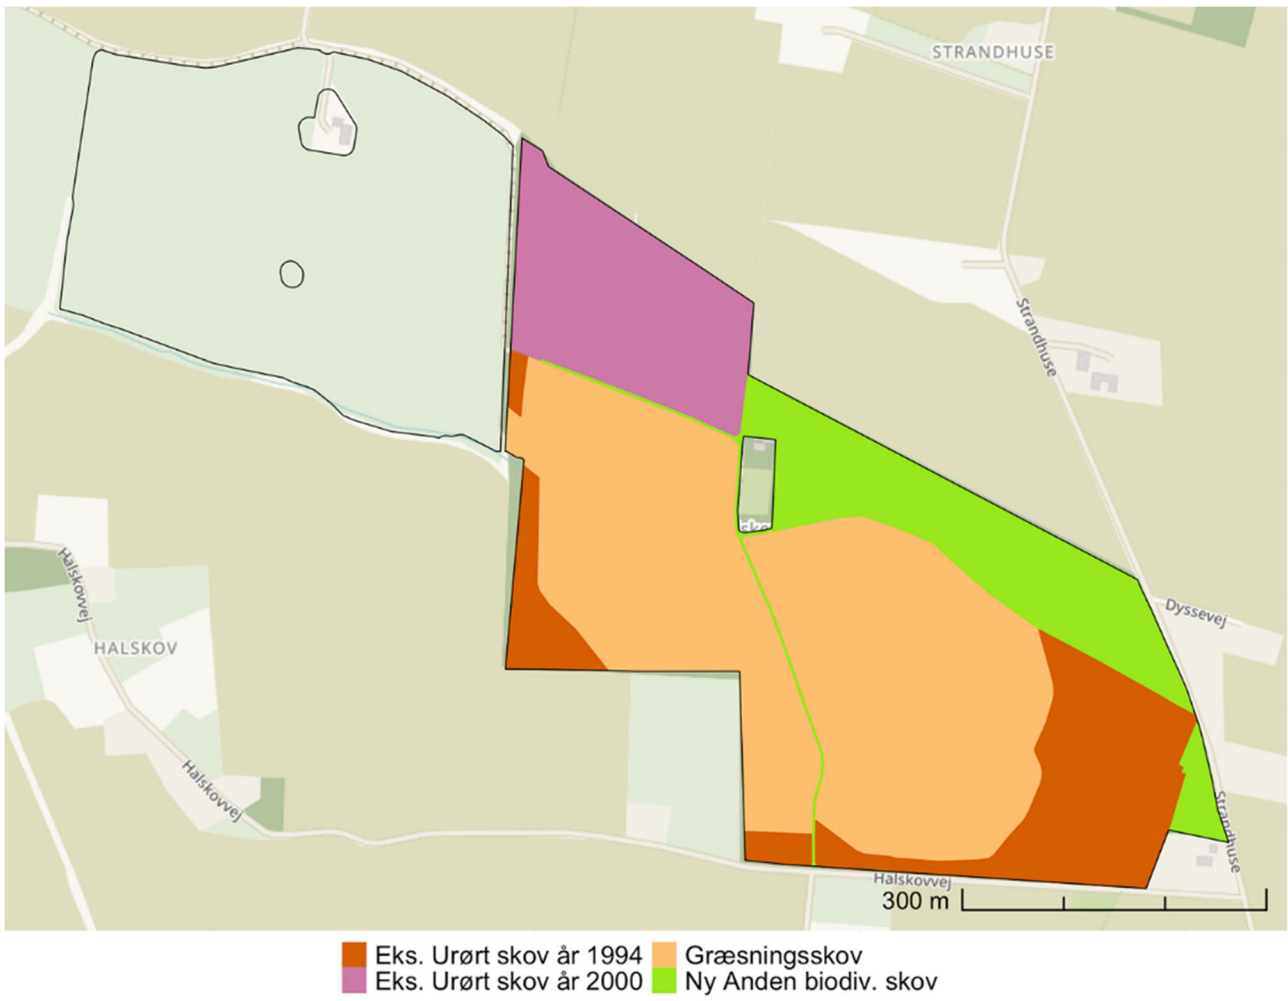 STRANDHUSE
Strandhuse
Dyssevej
Halskovvej
HALSKOV
Halskovvej
Strandhuse
Halskovvej
300 m
Eks. Urørt skov år 1994
Græsningsskov
Eks. Urørt skov år 2000
Ny Anden biodiv. skov